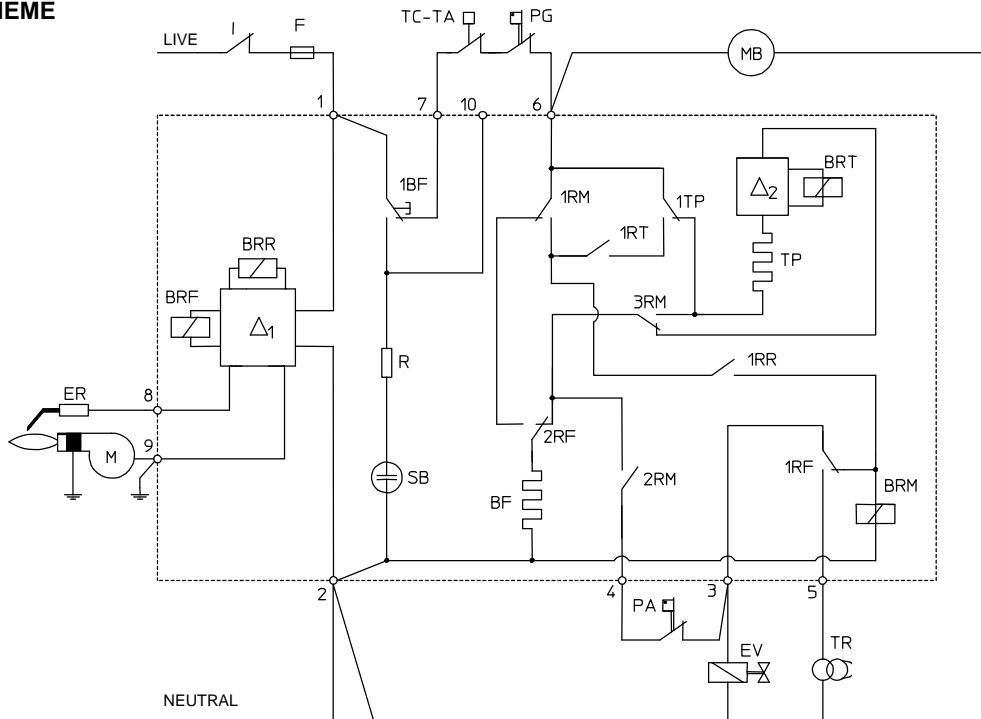 HEME
TC-TA PG
LIVE I F
MB
1 7 10 6
BRT
Δ2
1BF 1RM 1TP
1RT
BRR
TP
BRF
3RM
Δ1
R 1RR
ER 8
2RF
9
M
SB 1RF
BF 2RM BRM
2 4 3 5
PA
EV TR
NEUTRAL